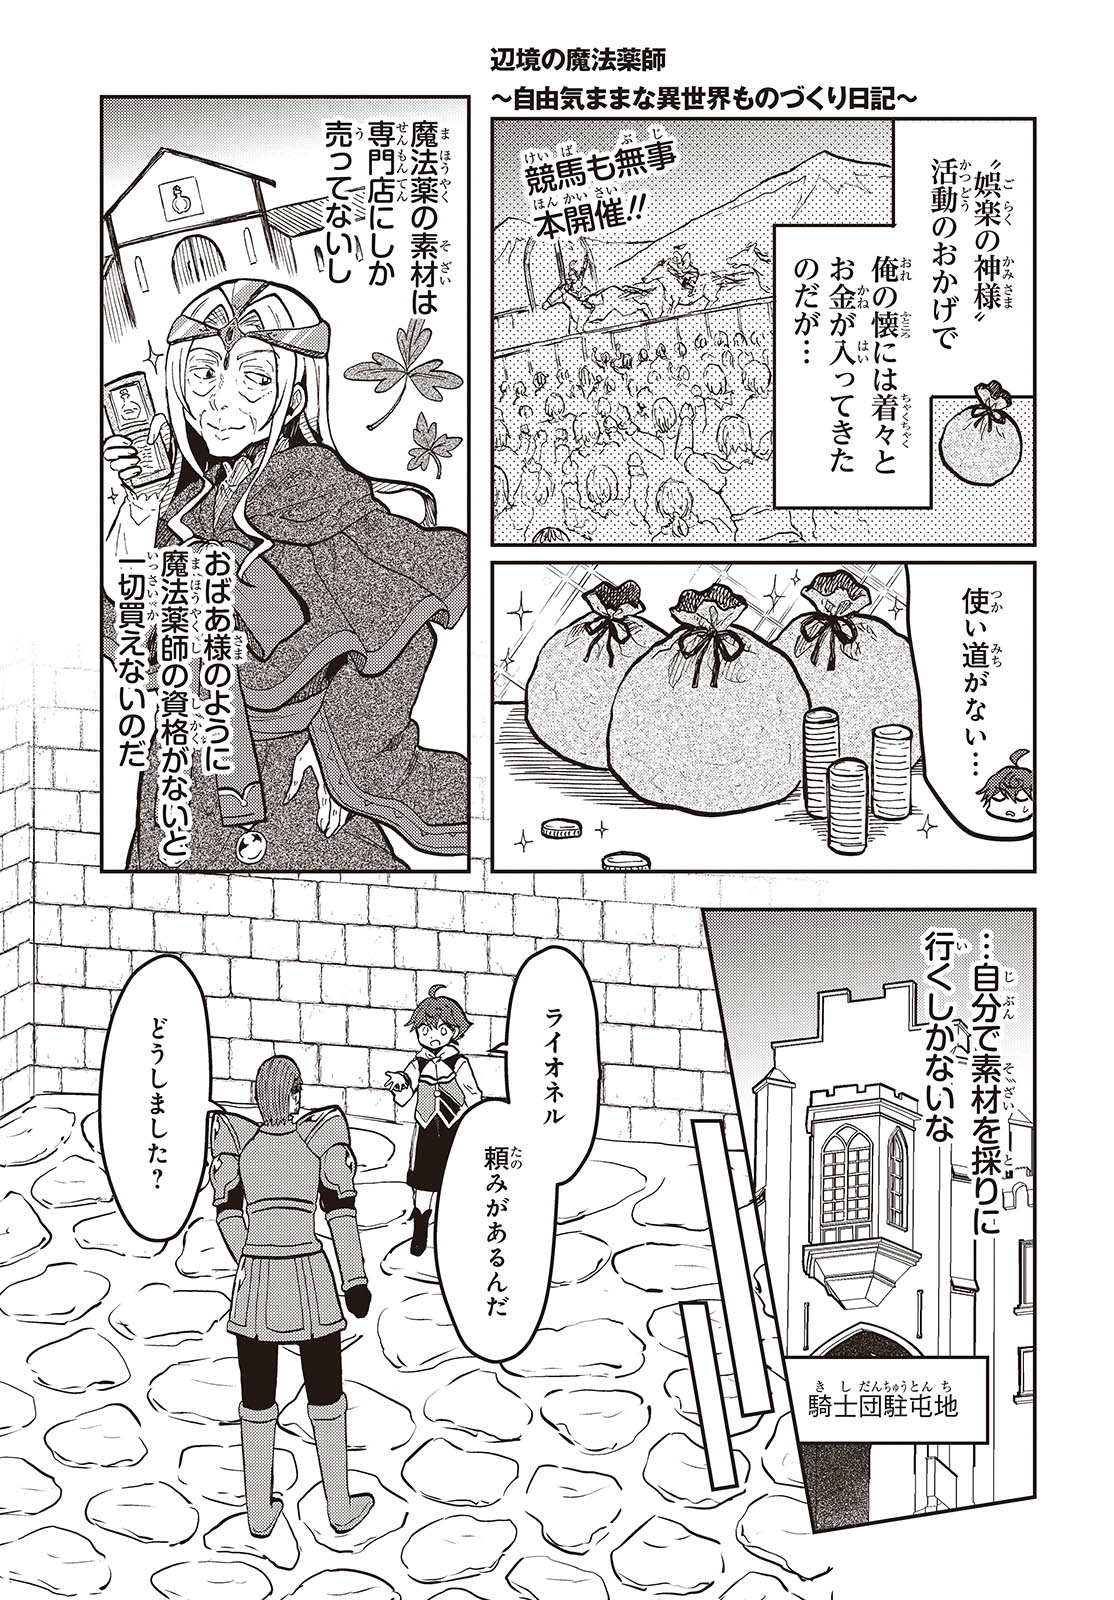 辺境の魔法薬師
～自由気ままな異世界ものづくり日記～
〝娯楽の神様〟
活動のおかげで
俺の懐には着々と
お金が入ってきた
のだが…
競馬も無事
本開催!!
使い道がない…
魔法薬の素材は
専門店にしか
売ってないし
おばあ様のように
魔法薬師の資格がないと
一切買えないのだ
…自分で素材を採りに
行くしかないな
騎士団駐屯地
ライオネル
頼みがあるんだ
どうしました？